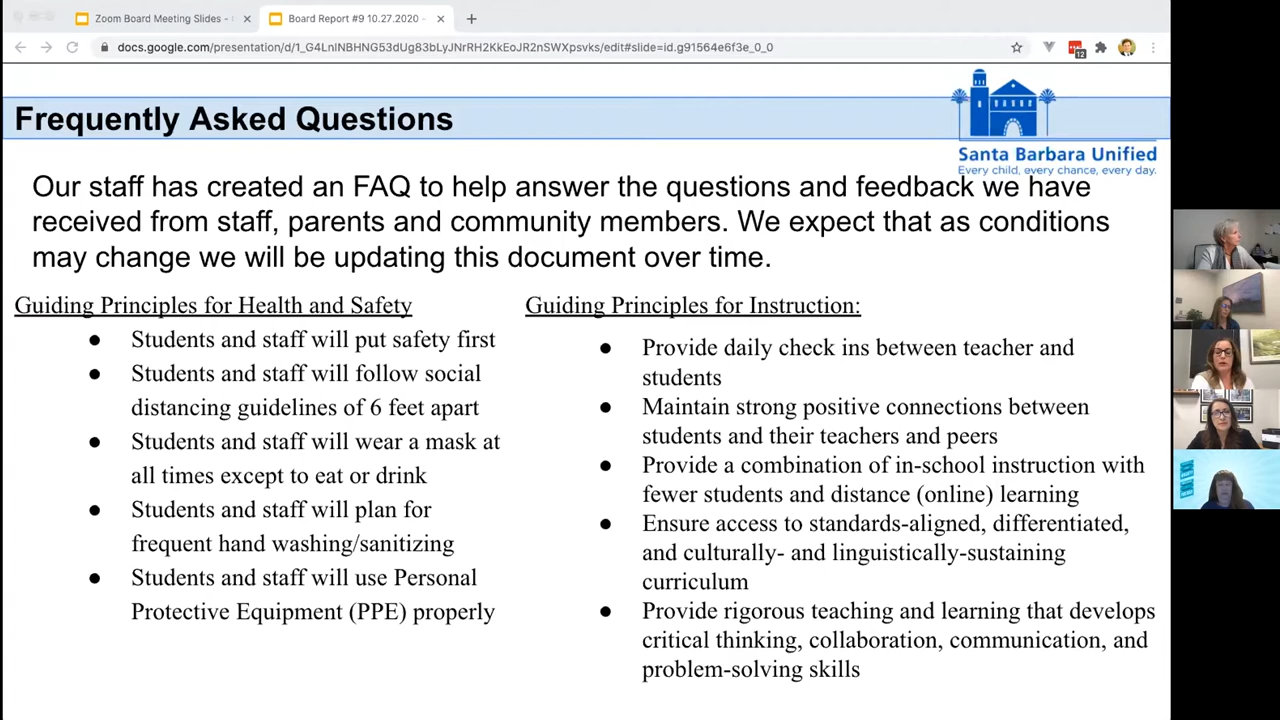 Zoom Board Meeting Slides -
Board Report #9 10.27.2020 -
docs.google.com/presentation/d/1_G4LnINBHNG53dUg83bLyJNrRH2KkEoJR2nSWXpsvks/edit#slide=id.g91564e6f3e_0_0
12
Frequently Asked Questions
Santa Barbara Unified
Every child, every chance, every day.
Our staff has created an FAQ to help answer the questions and feedback we have
received from staff, parents and community members. We expect that as conditions
may change we will be updating this document over time.
Guiding Principles for Health and Safety
● Students and staff will put safety first
● Students and staff will follow social
distancing guidelines of 6 feet apart
● Students and staff will wear a mask at
all times except to eat or drink
● Students and staff will plan for
frequent hand washing/sanitizing
● Students and staff will use Personal
Protective Equipment (PPE) properly
Guiding Principles for Instruction:
● Provide daily check ins between teacher and
students
● Maintain strong positive connections between
students and their teachers and peers
● Provide a combination of in-school instruction with
fewer students and distance (online) learning
● Ensure access to standards-aligned, differentiated,
and culturally- and linguistically-sustaining
curriculum
● Provide rigorous teaching and learning that develops
critical thinking, collaboration, communication, and
problem-solving skills